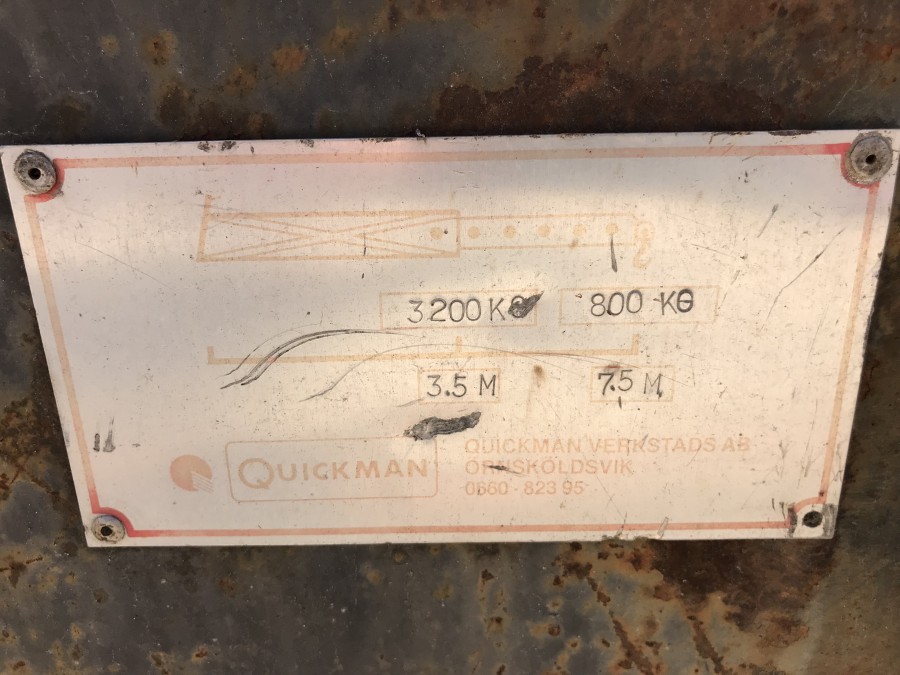 3200 KG 800 KG
3.5 M 7.5 M
QUICKMAN
QUICKMAN VERKSTADS AB
ÖRNSKÖLDSVIK
0660-823 95